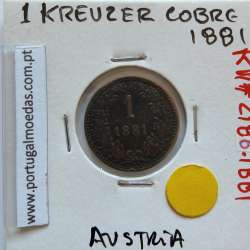 1 KREUZER COBRE
1881
KM#2186.1881
www.portugalmoedas.com.pt
1
1881
AUSTRIA